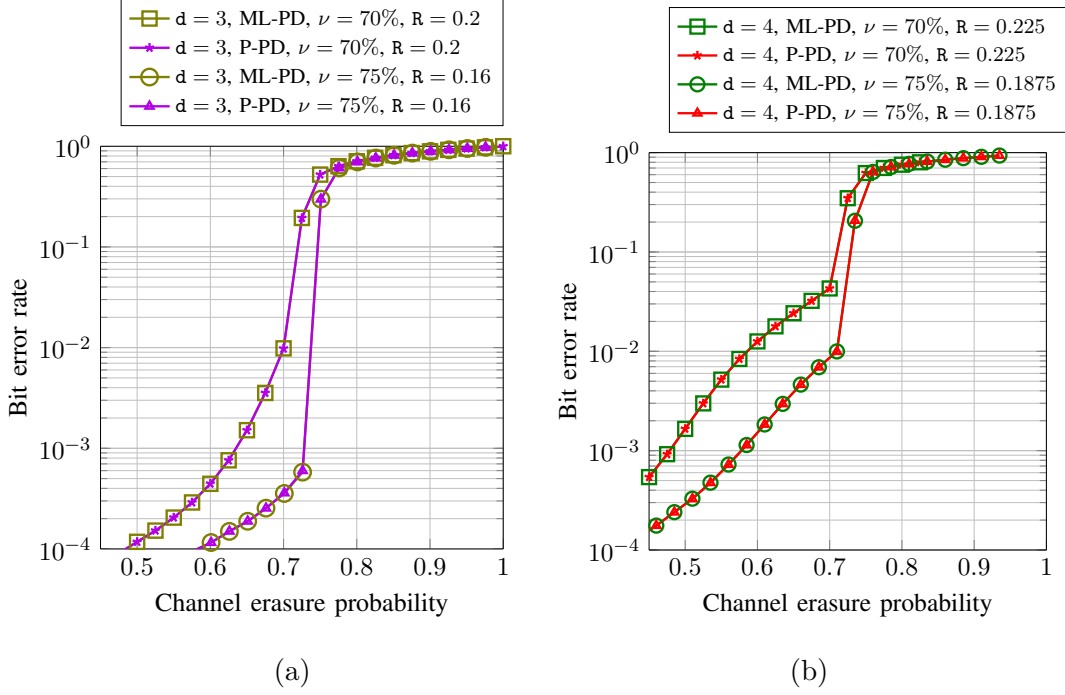 d = 3, ML-PD, ν = 70%, R = 0.2
d = 3, P-PD, ν = 70%, R = 0.2
d = 3, ML-PD, ν = 75%, R = 0.16
d = 3, P-PD, ν = 75%, R = 0.16
10⁰
10⁻¹
10⁻²
10⁻³
10⁻⁴
Bit error rate
0.5 0.6 0.7 0.8 0.9 1
Channel erasure probability
(a)
d = 4, ML-PD, ν = 70%, R = 0.225
d = 4, P-PD, ν = 70%, R = 0.225
d = 4, ML-PD, ν = 75%, R = 0.1875
d = 4, P-PD, ν = 75%, R = 0.1875
10⁰
10⁻¹
10⁻²
10⁻³
10⁻⁴
Bit error rate
0.5 0.6 0.7 0.8 0.9 1
Channel erasure probability
(b)